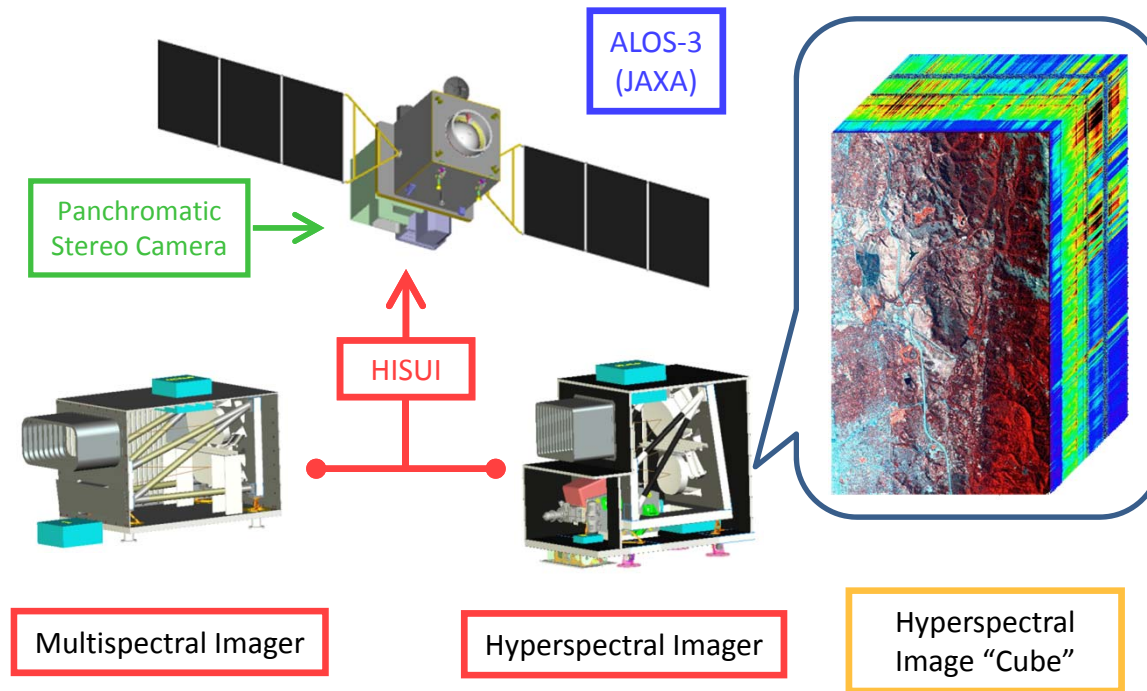 ALOS-3
(JAXA)
Panchromatic
Stereo Camera
HISUI
Multispectral Imager
Hyperspectral Imager
Hyperspectral
Image “Cube”